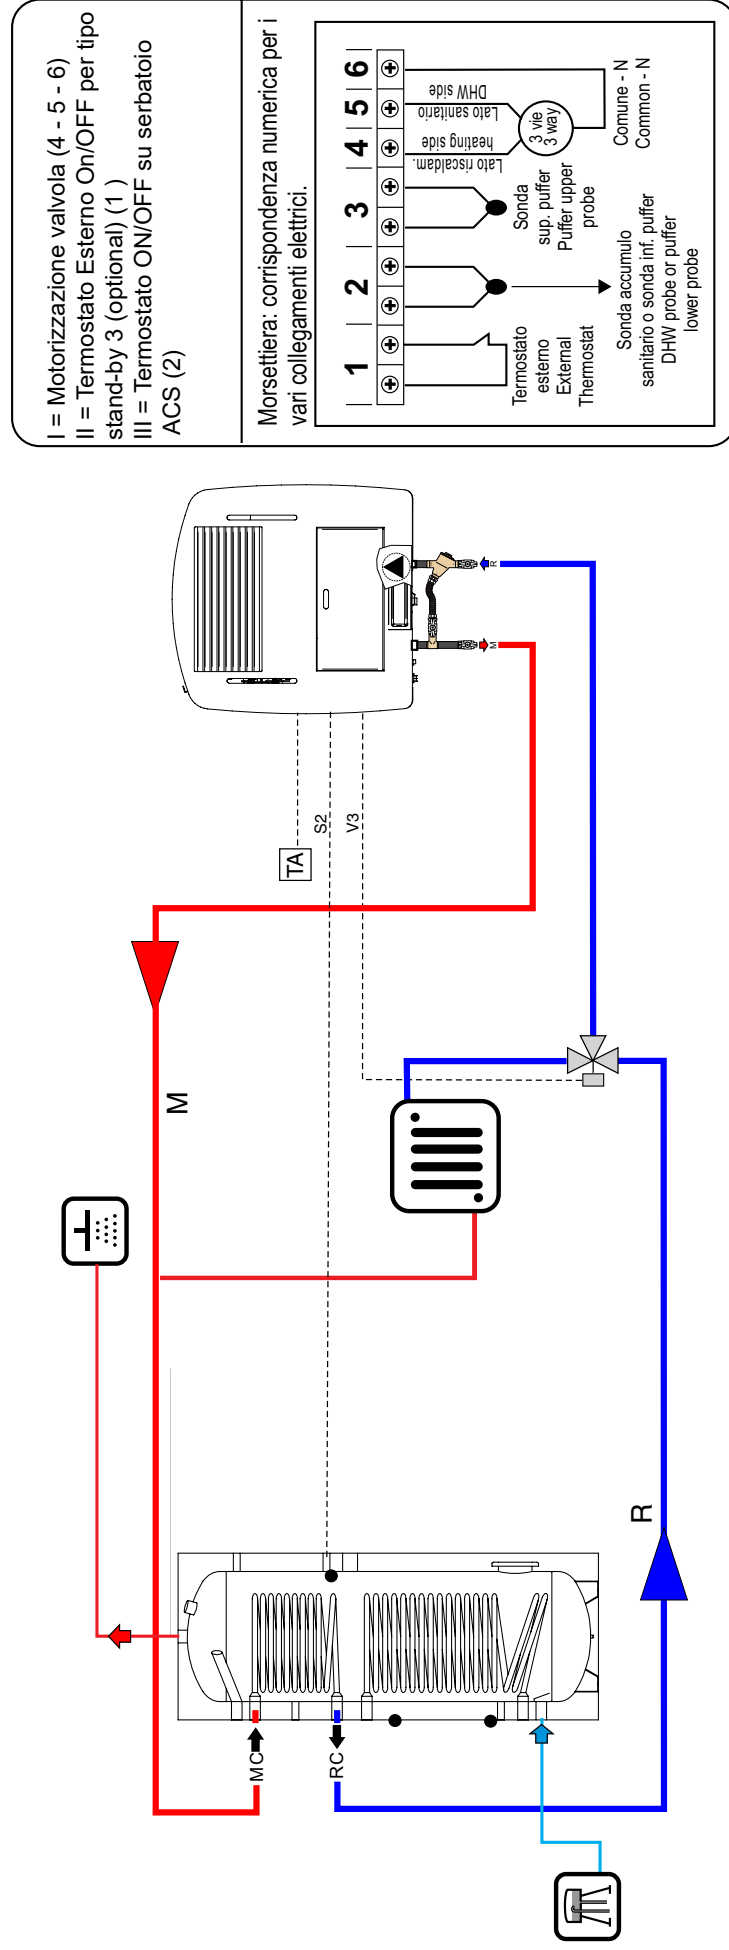 I = Motorizzazione valvola (4 - 5 - 6)
II = Termostato Esterno On/OFF per tipo
stand-by 3 (optional) (1 )
III = Termostato ON/OFF su serbatoio
ACS (2)
Morsettiera: corrispondenza numerica per i
vari collegamenti elettrici.
1 2 3 4 5 6
Lato riscaldam.
heating side
Lato sanitario
DHW side
3 vie
3 way
Termostato
esterno
External
Thermostat
Sonda
sup. puffer
Puffer upper
probe
Comune - N
Common - N
Sonda accumulo
sanitario o sonda inf. puffer
DHW probe or puffer
lower probe
TA
S2
V3
M
R
M
R
MC
RC